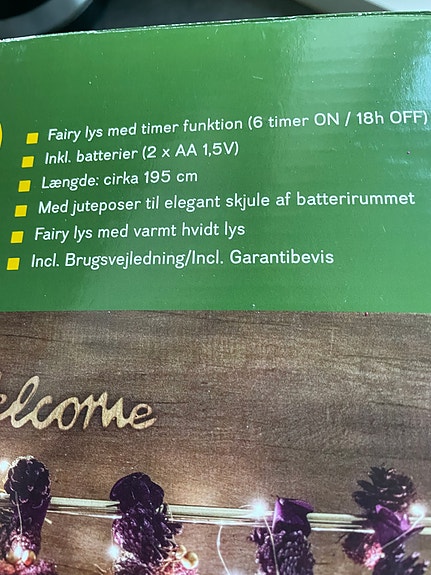 Fairy lys med timer funktion (6 timer ON / 18h OFF)
Inkl. batterier (2 x AA 1,5V)
Længde: cirka 195 cm
Med juteposer til elegant skjule af batterirummet
Fairy lys med varmt hvidt lys
Incl. Brugsvejledning/Incl. Garantibevis
elcome